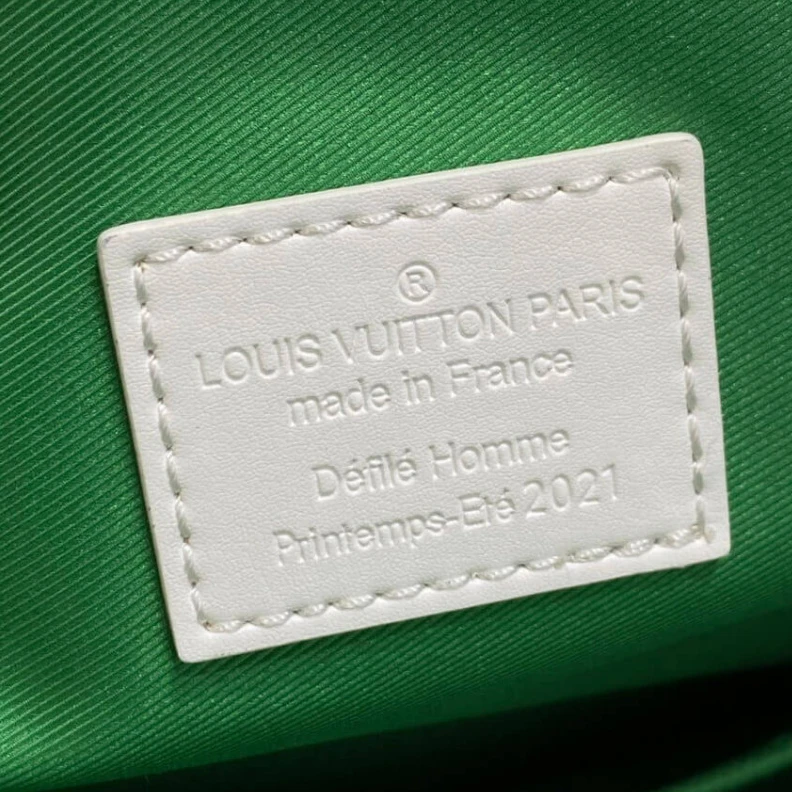 ®
LOUIS VUITTON PARIS
made in France
Défilé Homme
Printemps-Eté 2021